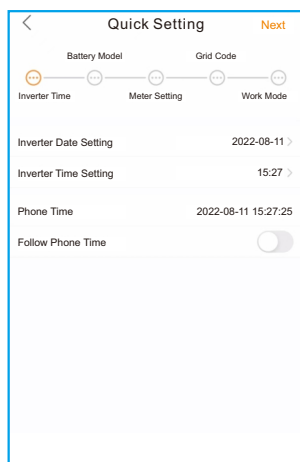 Quick Setting Next
Battery Model Grid Code
Inverter Time Meter Setting Work Mode
Inverter Date Setting 2022-08-11
Inverter Time Setting 15:27
Phone Time 2022-08-11 15:27:25
Follow Phone Time